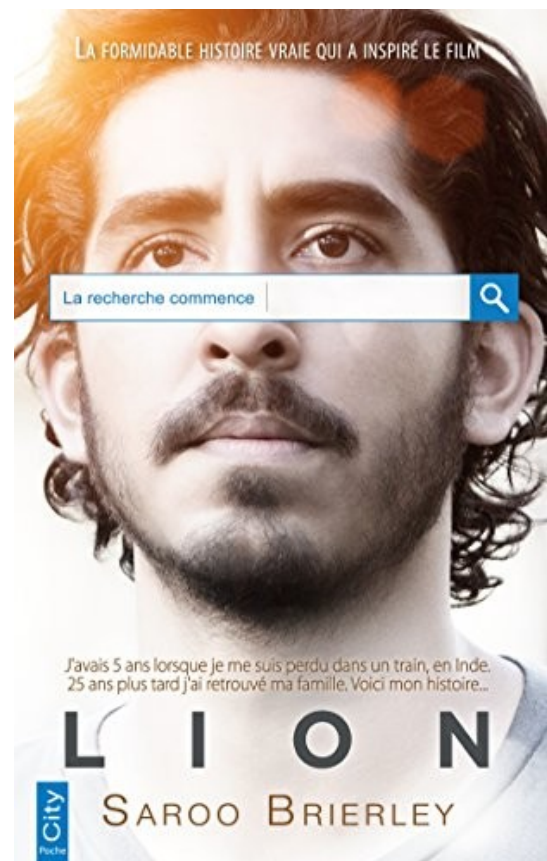 LA FORMIDABLE HISTOIRE VRAIE QUI A INSPIRÉ LE FILM
La recherche commence
J'avais 5 ans lorsque je me suis perdu dans un train, en Inde.
25 ans plus tard j'ai retrouvé ma famille. Voici mon histoire...
LION
SAROO BRIERLEY
City
Poche